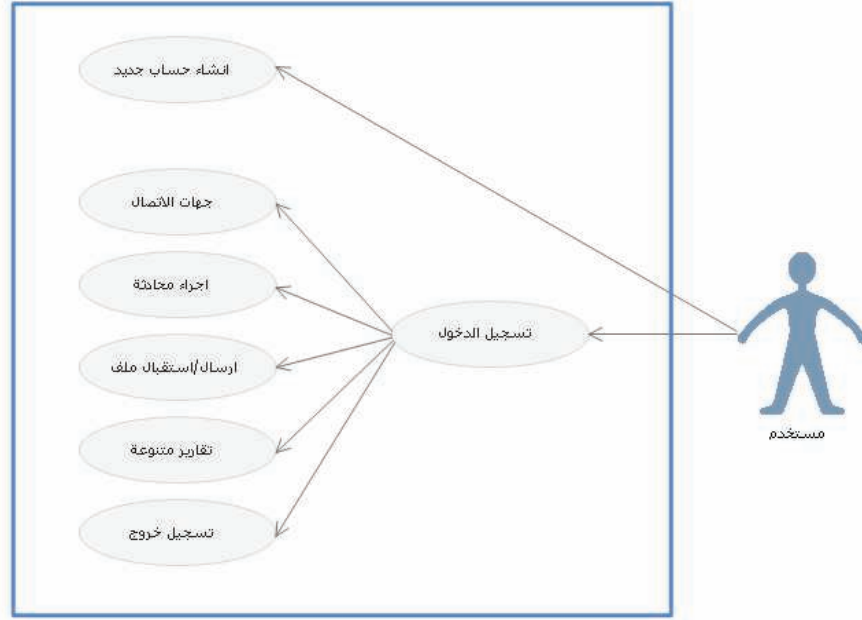 انشاء حساب جديد
جهات الاتصال
اجراء محادثة
تسجيل الدخول
ارسال/استقبال ملف
تقارير متنوعة
تسجيل خروج
مستخدم